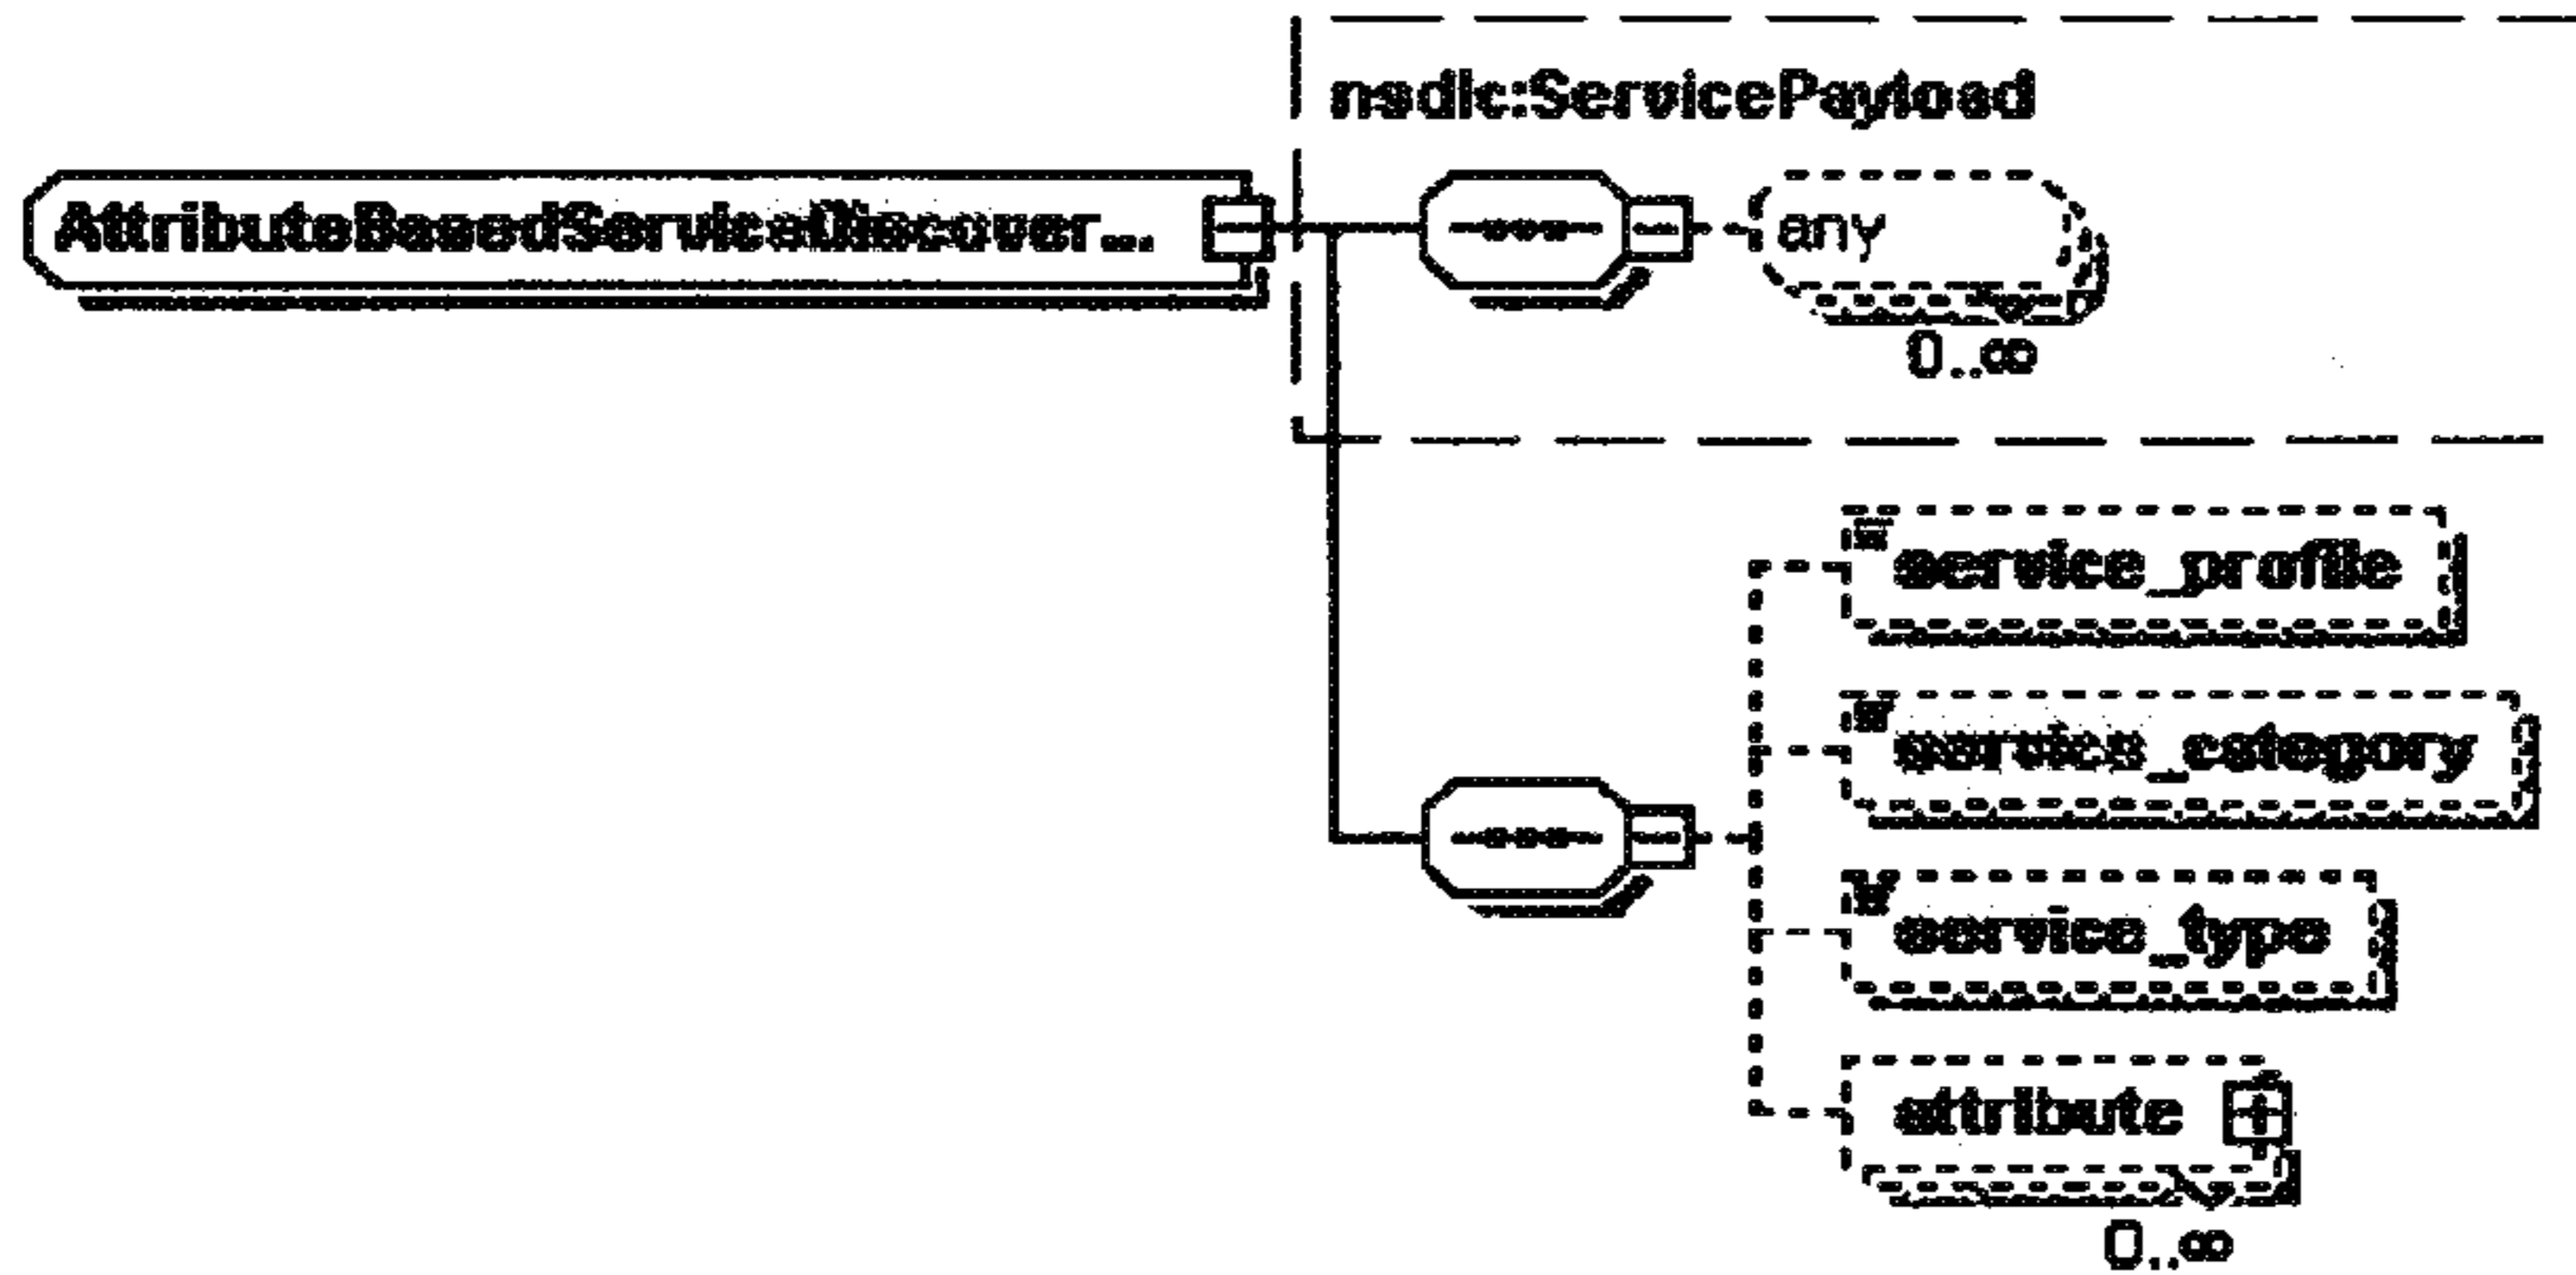 nsdlc:ServicePayload
AttributeBasedServiceDiscover...
any
0..∞
service_profile
service_category
service_type
attribute
0..∞